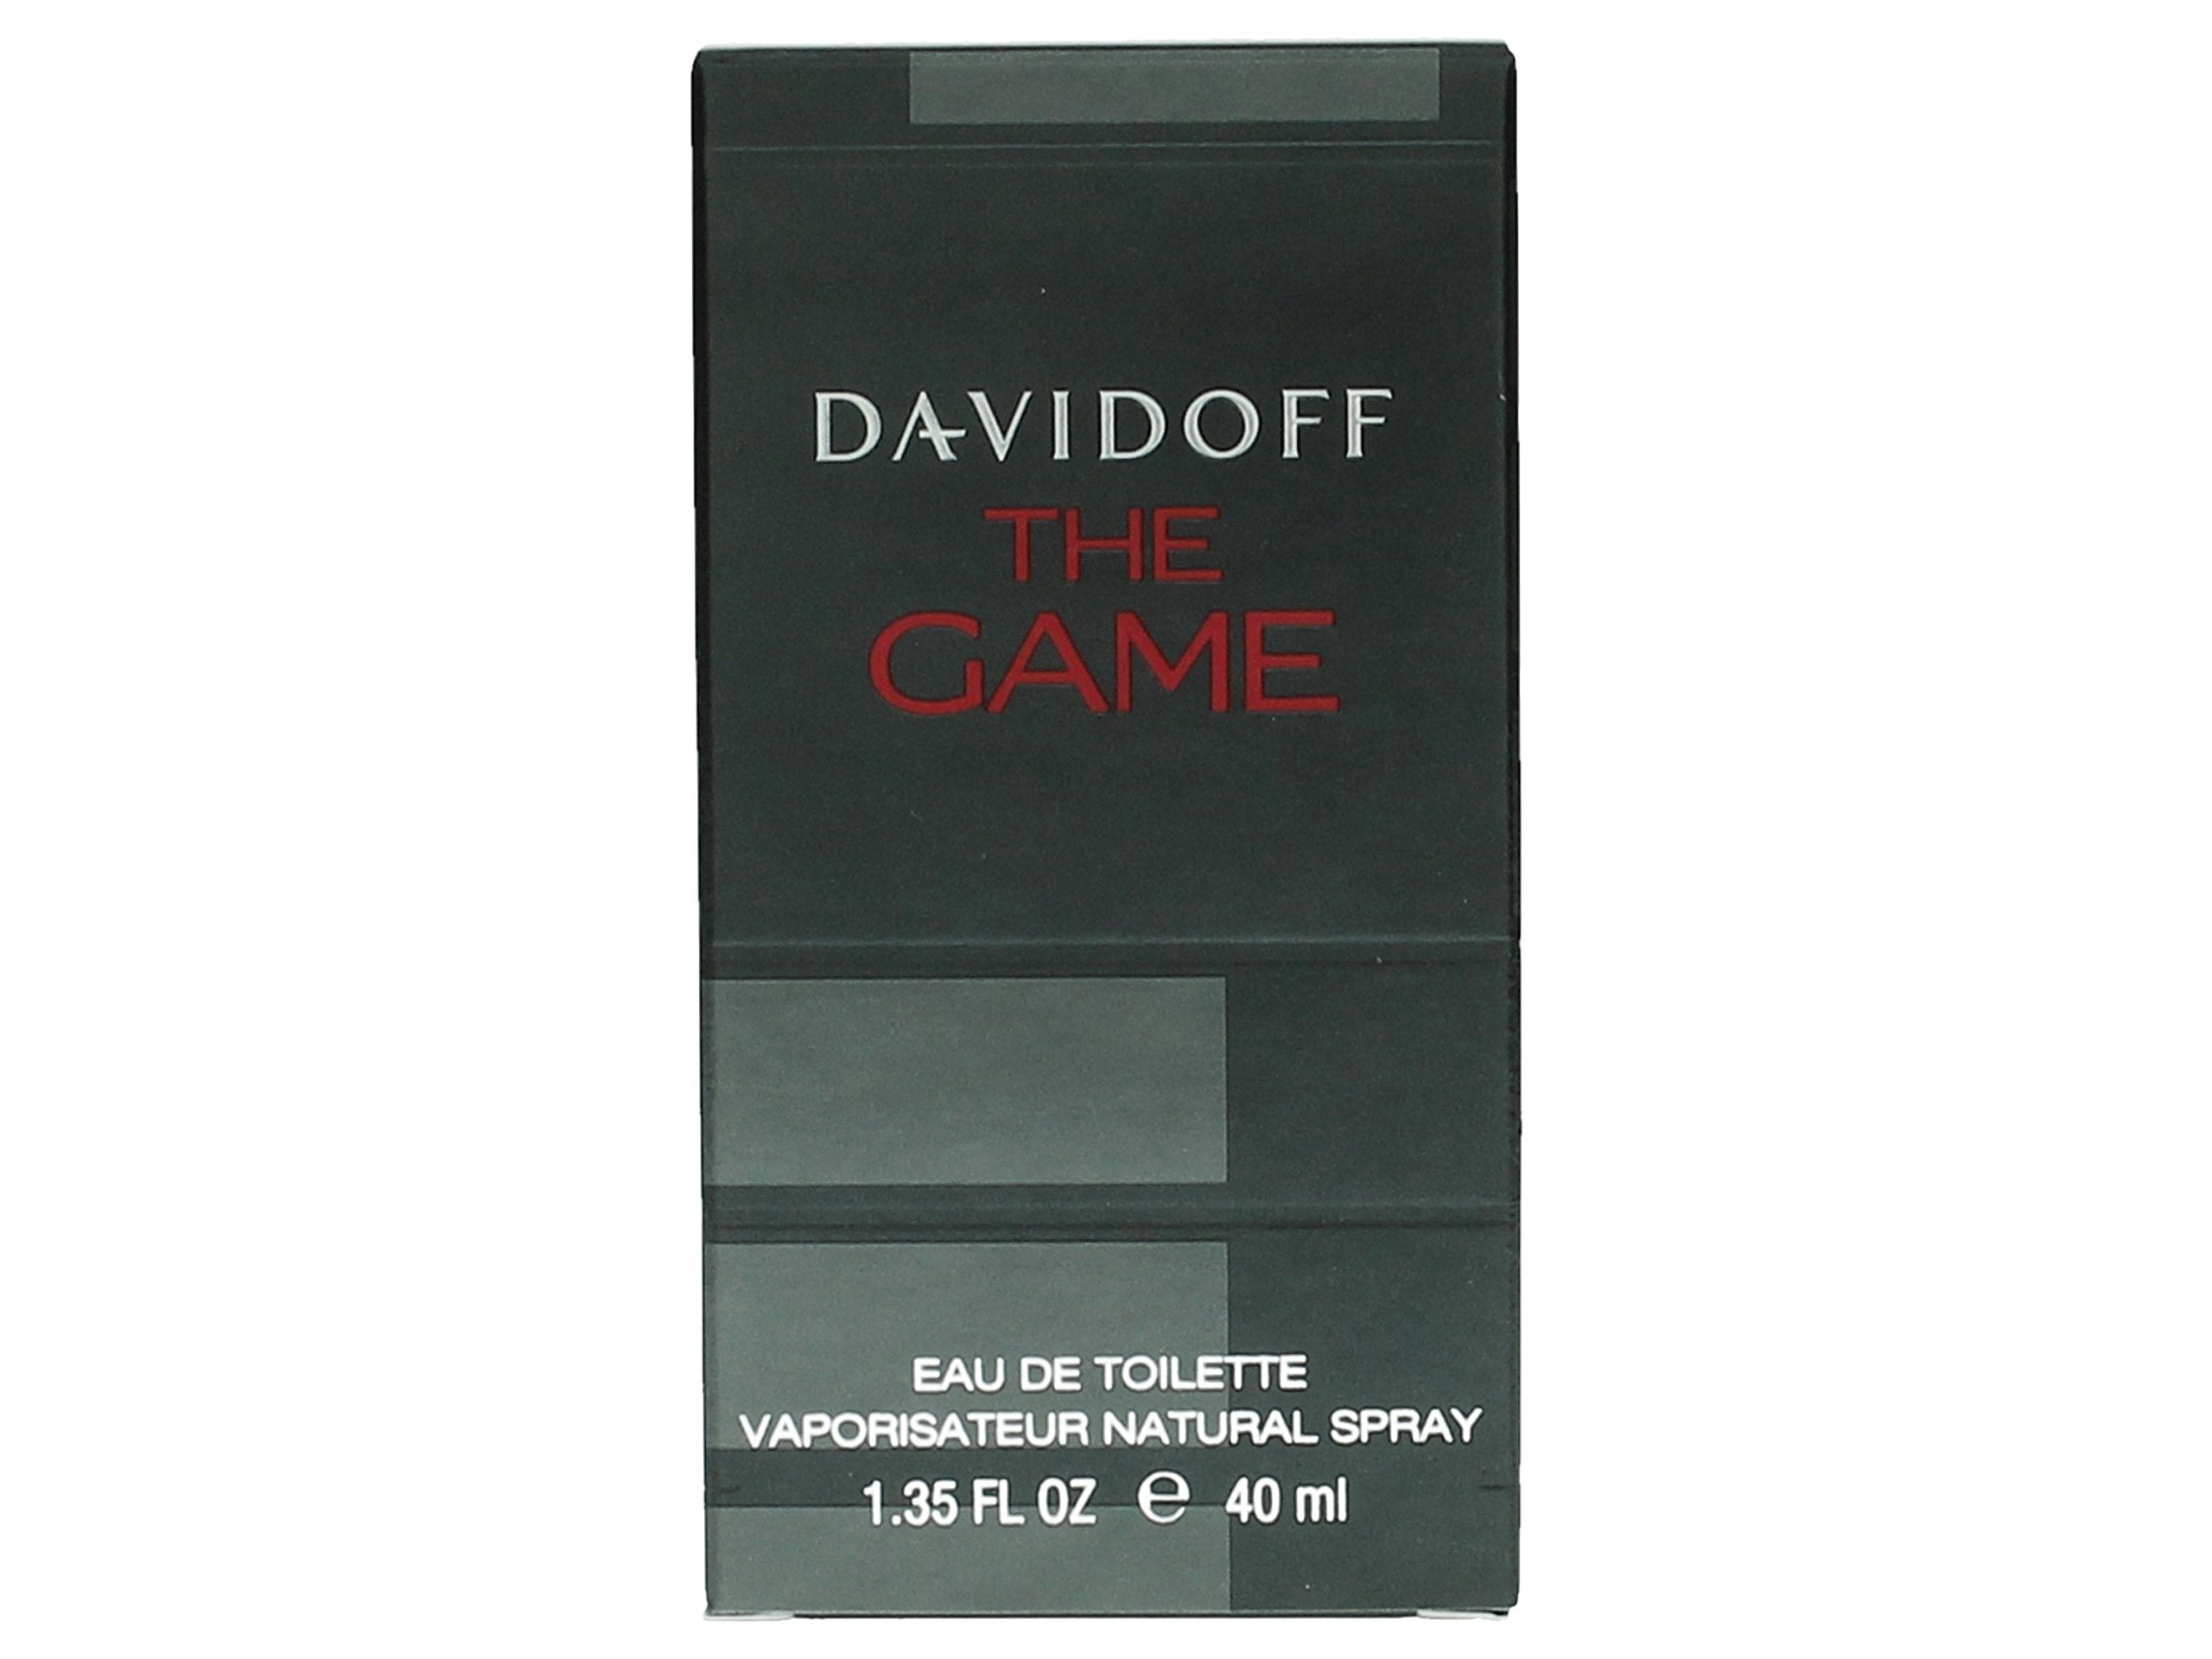 DAVIDOFF
THE
GAME
EAU DE TOILETTE
VAPORISATEUR NATURAL SPRAY
1.35 FL OZ ℮ 40 ml